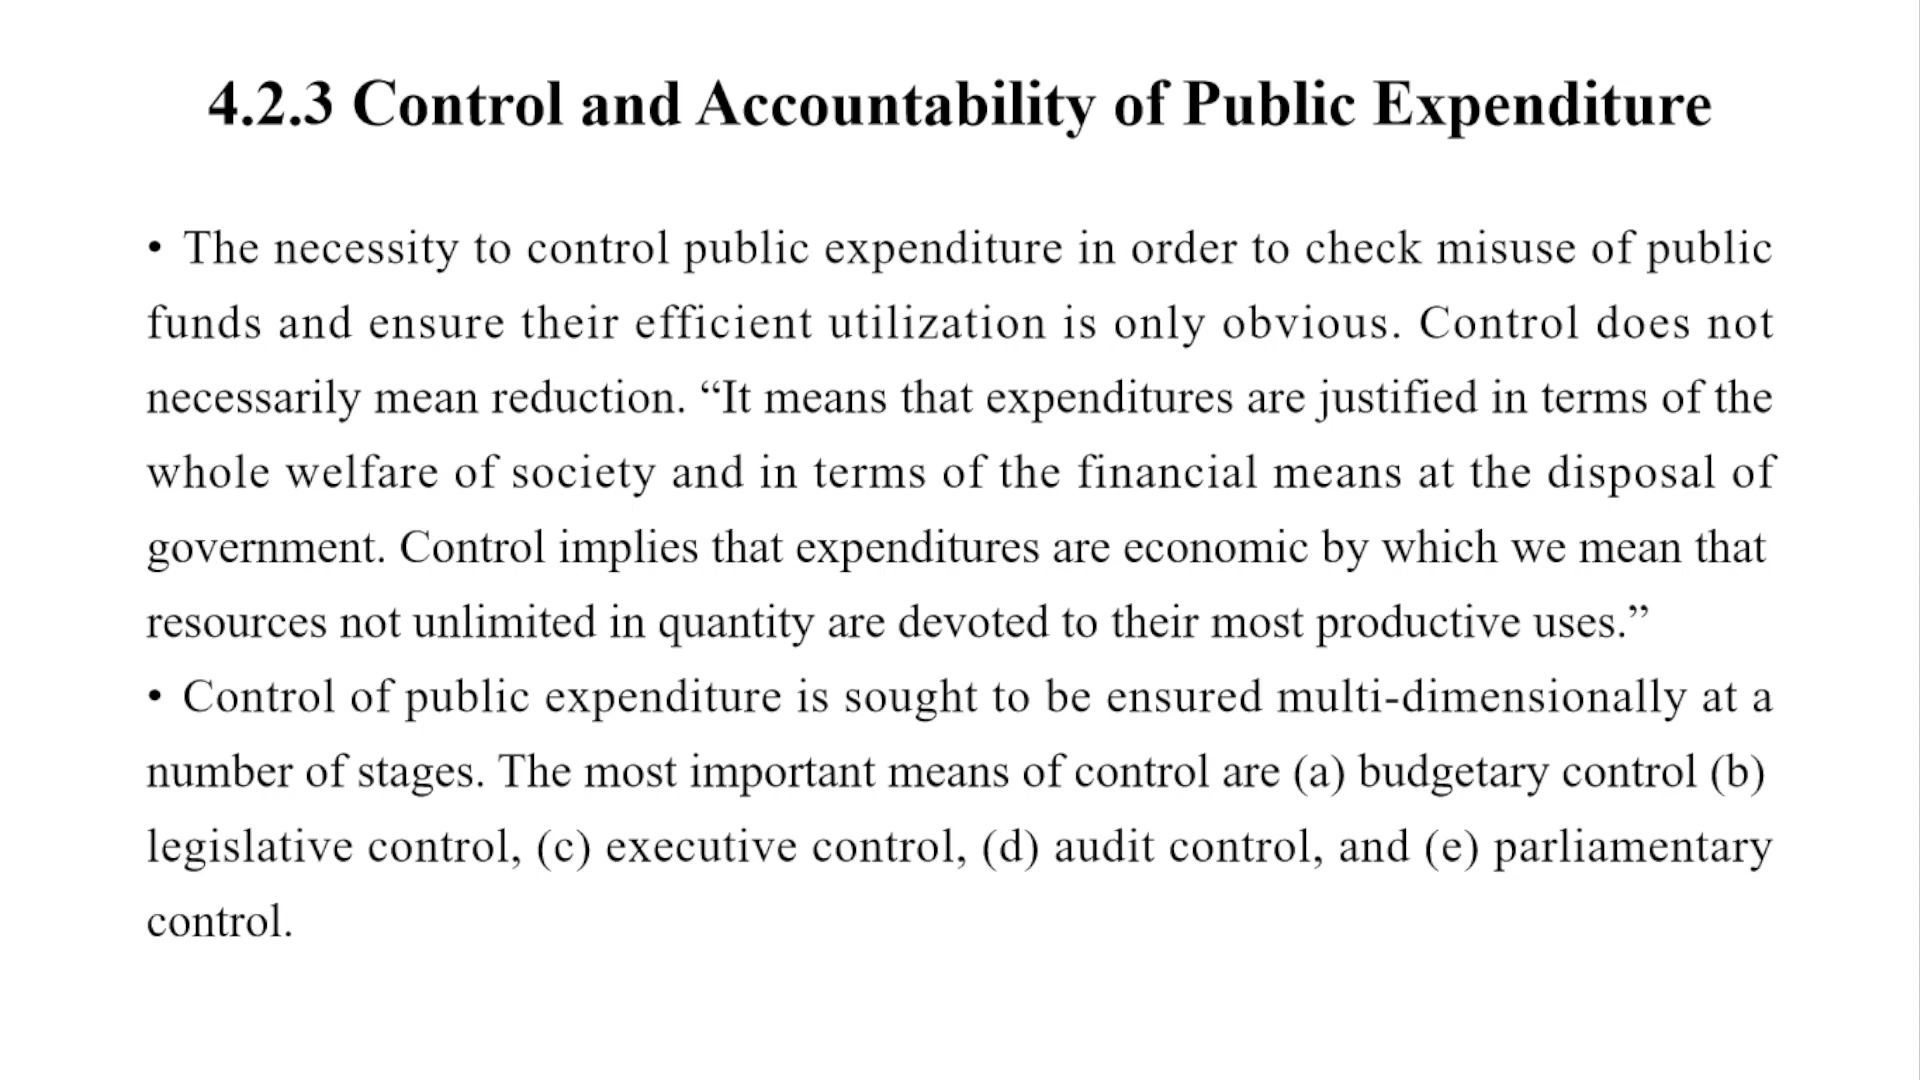 4.2.3 Control and Accountability of Public Expenditure
• The necessity to control public expenditure in order to check misuse of public
funds and ensure their efficient utilization is only obvious. Control does not
necessarily mean reduction. “It means that expenditures are justified in terms of the
whole welfare of society and in terms of the financial means at the disposal of
government. Control implies that expenditures are economic by which we mean that
resources not unlimited in quantity are devoted to their most productive uses.”
• Control of public expenditure is sought to be ensured multi-dimensionally at a
number of stages. The most important means of control are (a) budgetary control (b)
legislative control, (c) executive control, (d) audit control, and (e) parliamentary
control.